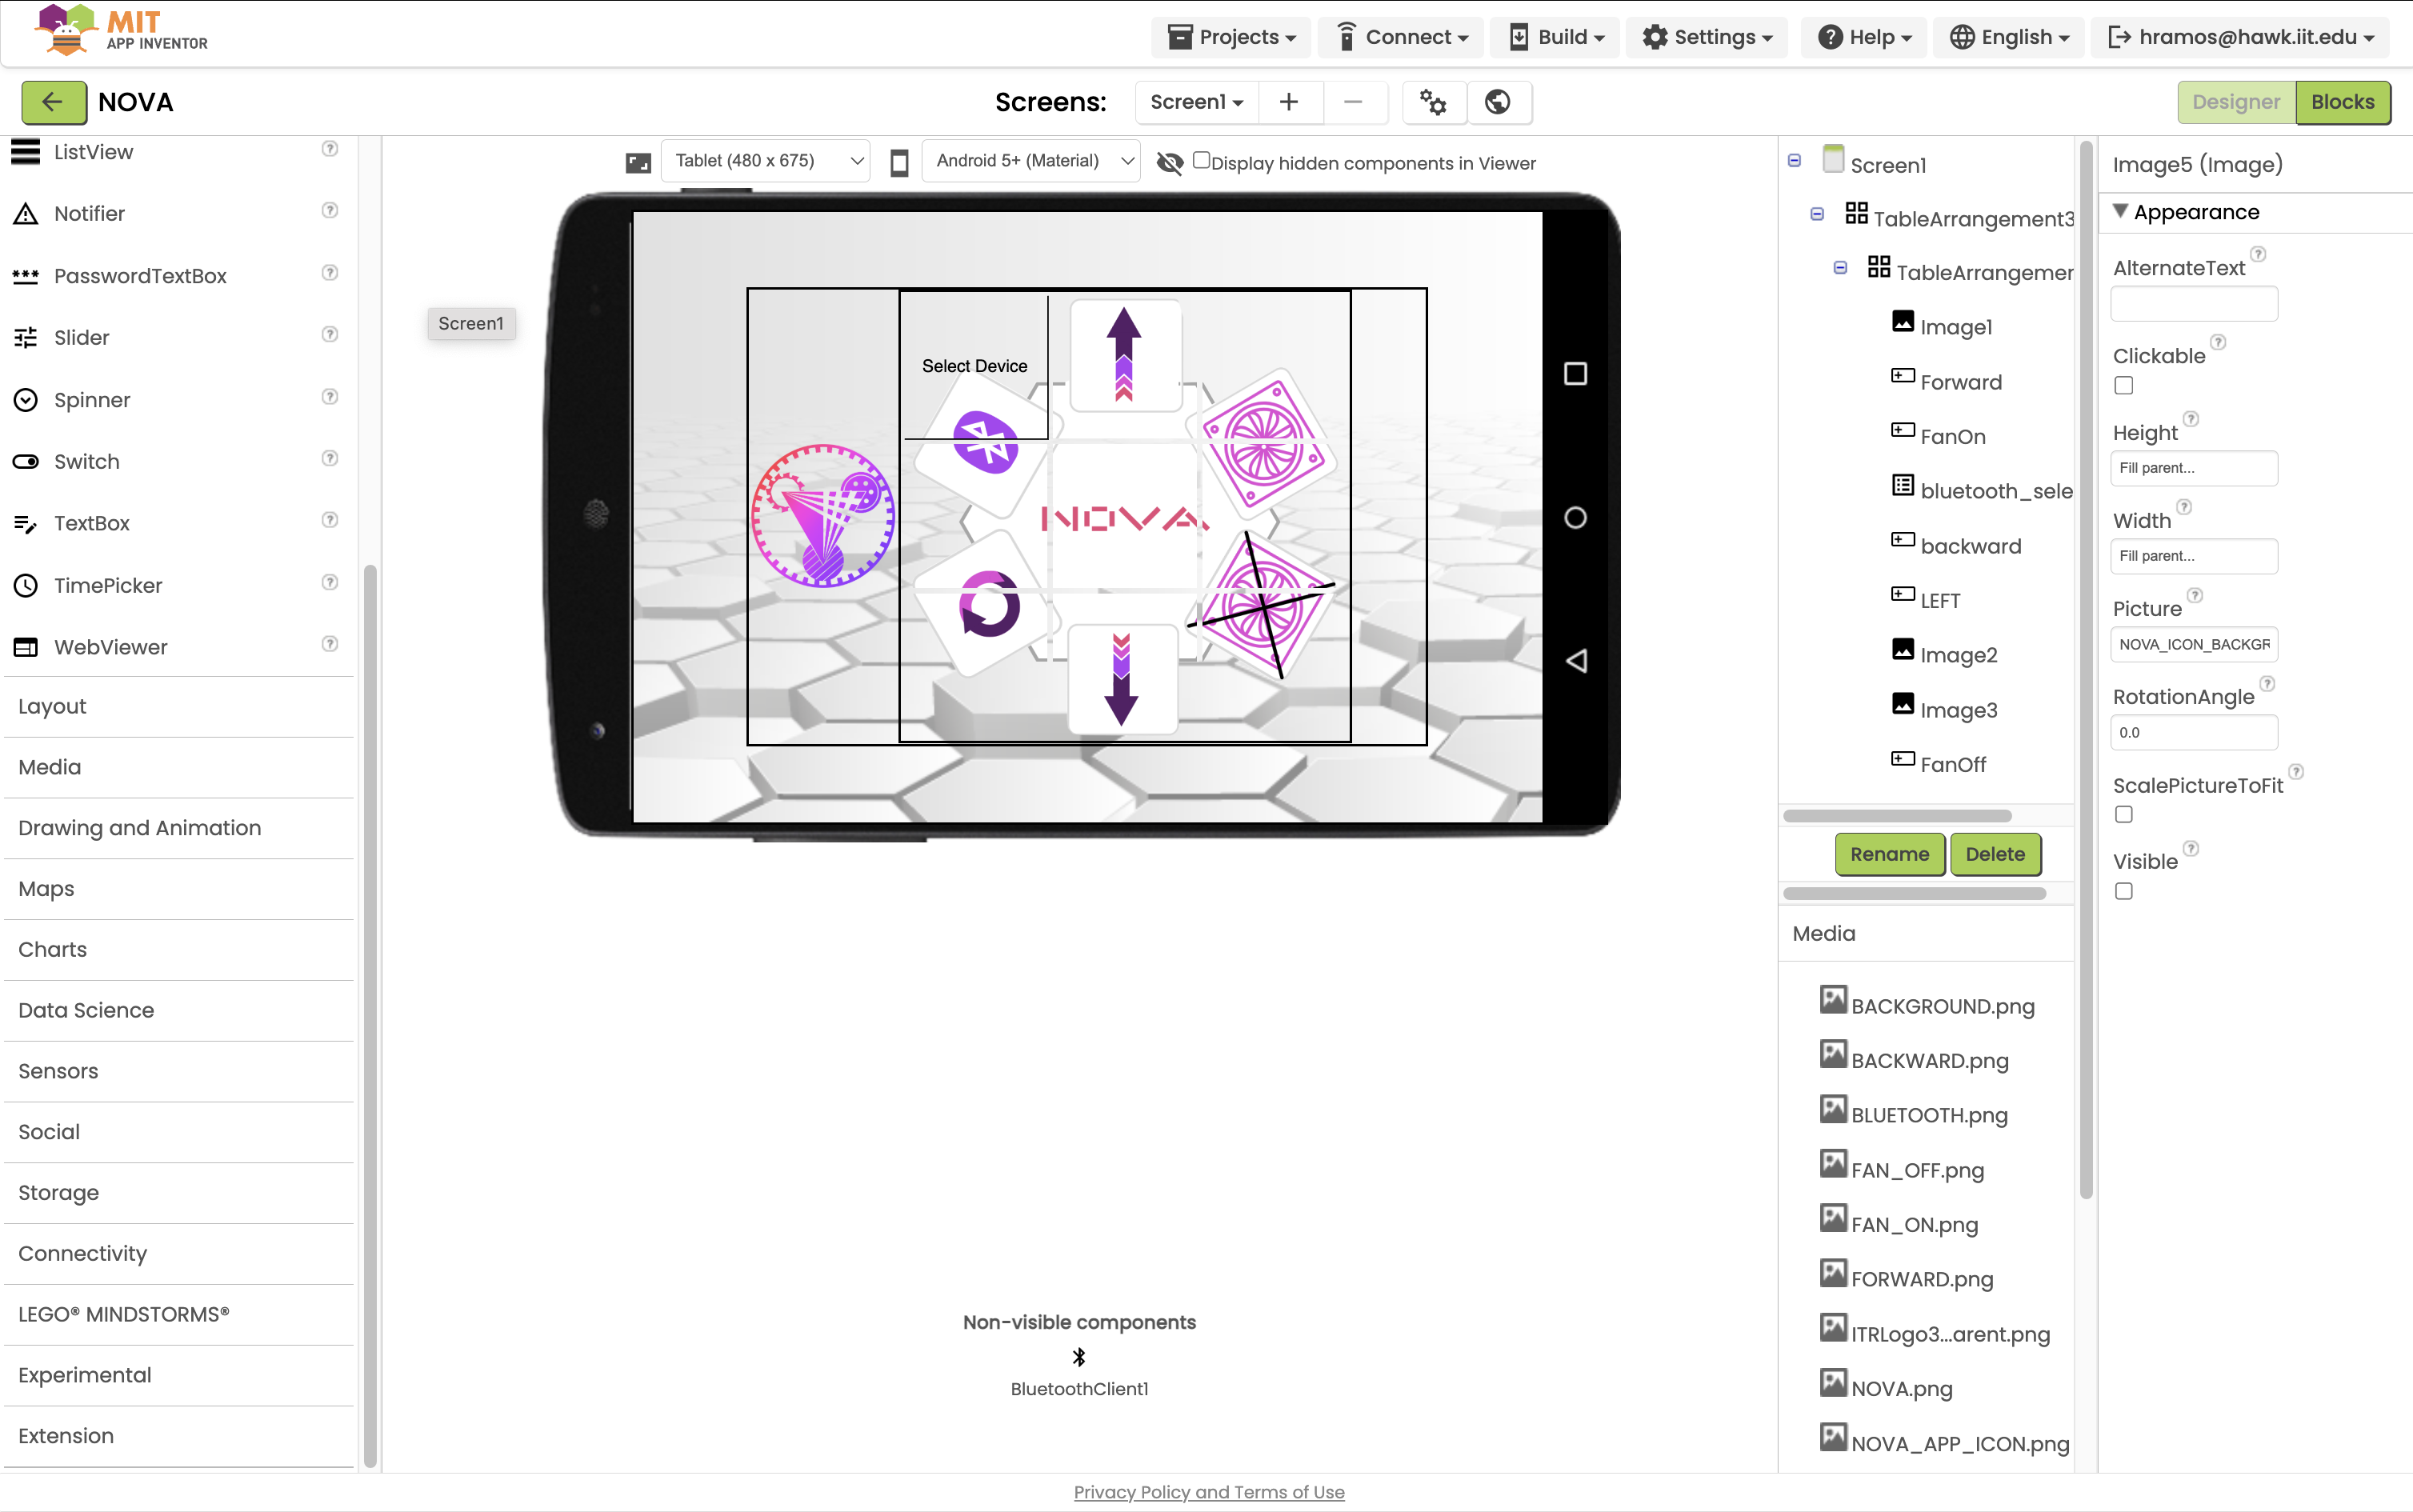 MIT
APP INVENTOR
Projects
Connect
Build
Settings
Help
English
hramos@hawk.iit.edu
NOVA
Screens:
Screen1
Designer
Blocks
ListView
Notifier
PasswordTextBox
Slider
Spinner
Switch
TextBox
TimePicker
WebViewer
Layout
Media
Drawing and Animation
Maps
Charts
Data Science
Sensors
Social
Storage
Connectivity
LEGO® MINDSTORMS®
Experimental
Extension
Tablet (480 x 675)
Android 5+ (Material)
Display hidden components in Viewer
Screen1
Select Device
NOVA
Non-visible components
BluetoothClient1
Screen1
TableArrangement3
TableArrangemen
Image1
Forward
FanOn
bluetooth_sele
backward
LEFT
Image2
Image3
FanOff
Rename
Delete
Media
BACKGROUND.png
BACKWARD.png
BLUETOOTH.png
FAN_OFF.png
FAN_ON.png
FORWARD.png
ITRLogo3...arent.png
NOVA.png
NOVA_APP_ICON.png
Image5 (Image)
Appearance
AlternateText
Clickable
Height
Fill parent...
Width
Fill parent...
Picture
NOVA_ICON_BACKGR
RotationAngle
0.0
ScalePictureToFit
Visible
Privacy Policy and Terms of Use